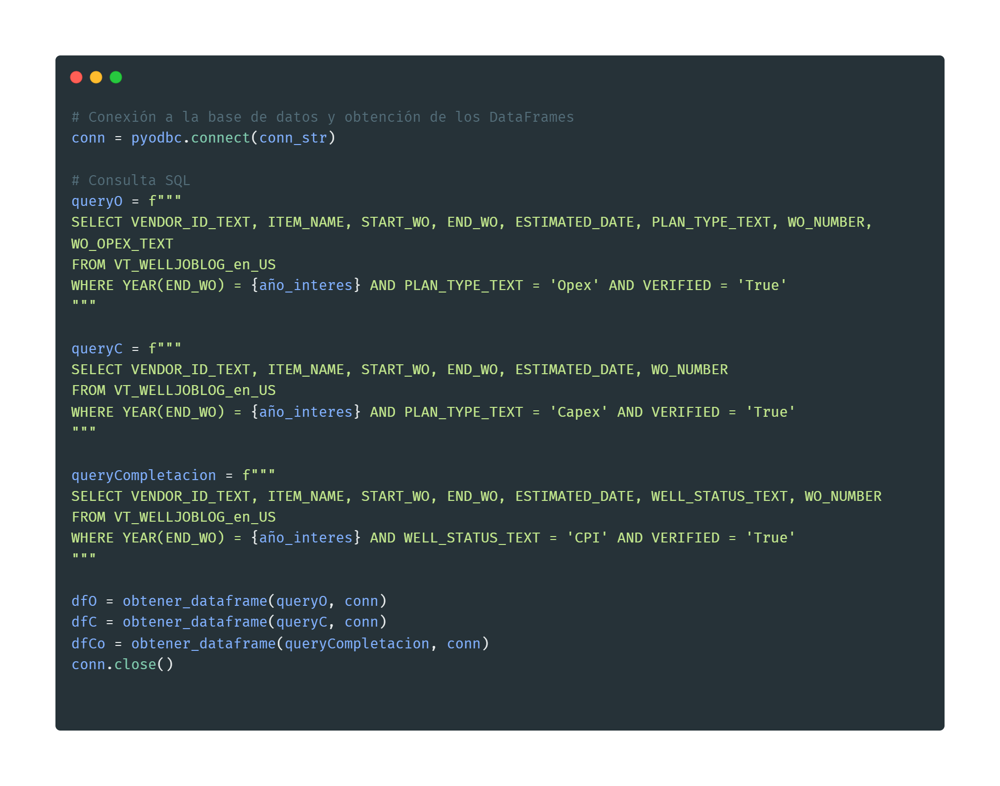 # Conexión a la base de datos y obtención de los DataFrames
conn = pyodbc.connect(conn_str)
# Consulta SQL
queryO = f"""
SELECT VENDOR_ID_TEXT, ITEM_NAME, START_WO, END_WO, ESTIMATED_DATE, PLAN_TYPE_TEXT, WO_NUMBER,
WO_OPEX_TEXT
FROM VT_WELLJOBLOG_en_US
WHERE YEAR(END_WO) = {año_interes} AND PLAN_TYPE_TEXT = 'Opex' AND VERIFIED = 'True'
"""
queryC = f"""
SELECT VENDOR_ID_TEXT, ITEM_NAME, START_WO, END_WO, ESTIMATED_DATE, WO_NUMBER
FROM VT_WELLJOBLOG_en_US
WHERE YEAR(END_WO) = {año_interes} AND PLAN_TYPE_TEXT = 'Capex' AND VERIFIED = 'True'
"""
queryCompletacion = f"""
SELECT VENDOR_ID_TEXT, ITEM_NAME, START_WO, END_WO, ESTIMATED_DATE, WELL_STATUS_TEXT, WO_NUMBER
FROM VT_WELLJOBLOG_en_US
WHERE YEAR(END_WO) = {año_interes} AND WELL_STATUS_TEXT = 'CPI' AND VERIFIED = 'True'
"""
dfO = obtener_dataframe(queryO, conn)
dfC = obtener_dataframe(queryC, conn)
dfCo = obtener_dataframe(queryCompletacion, conn)
conn.close()